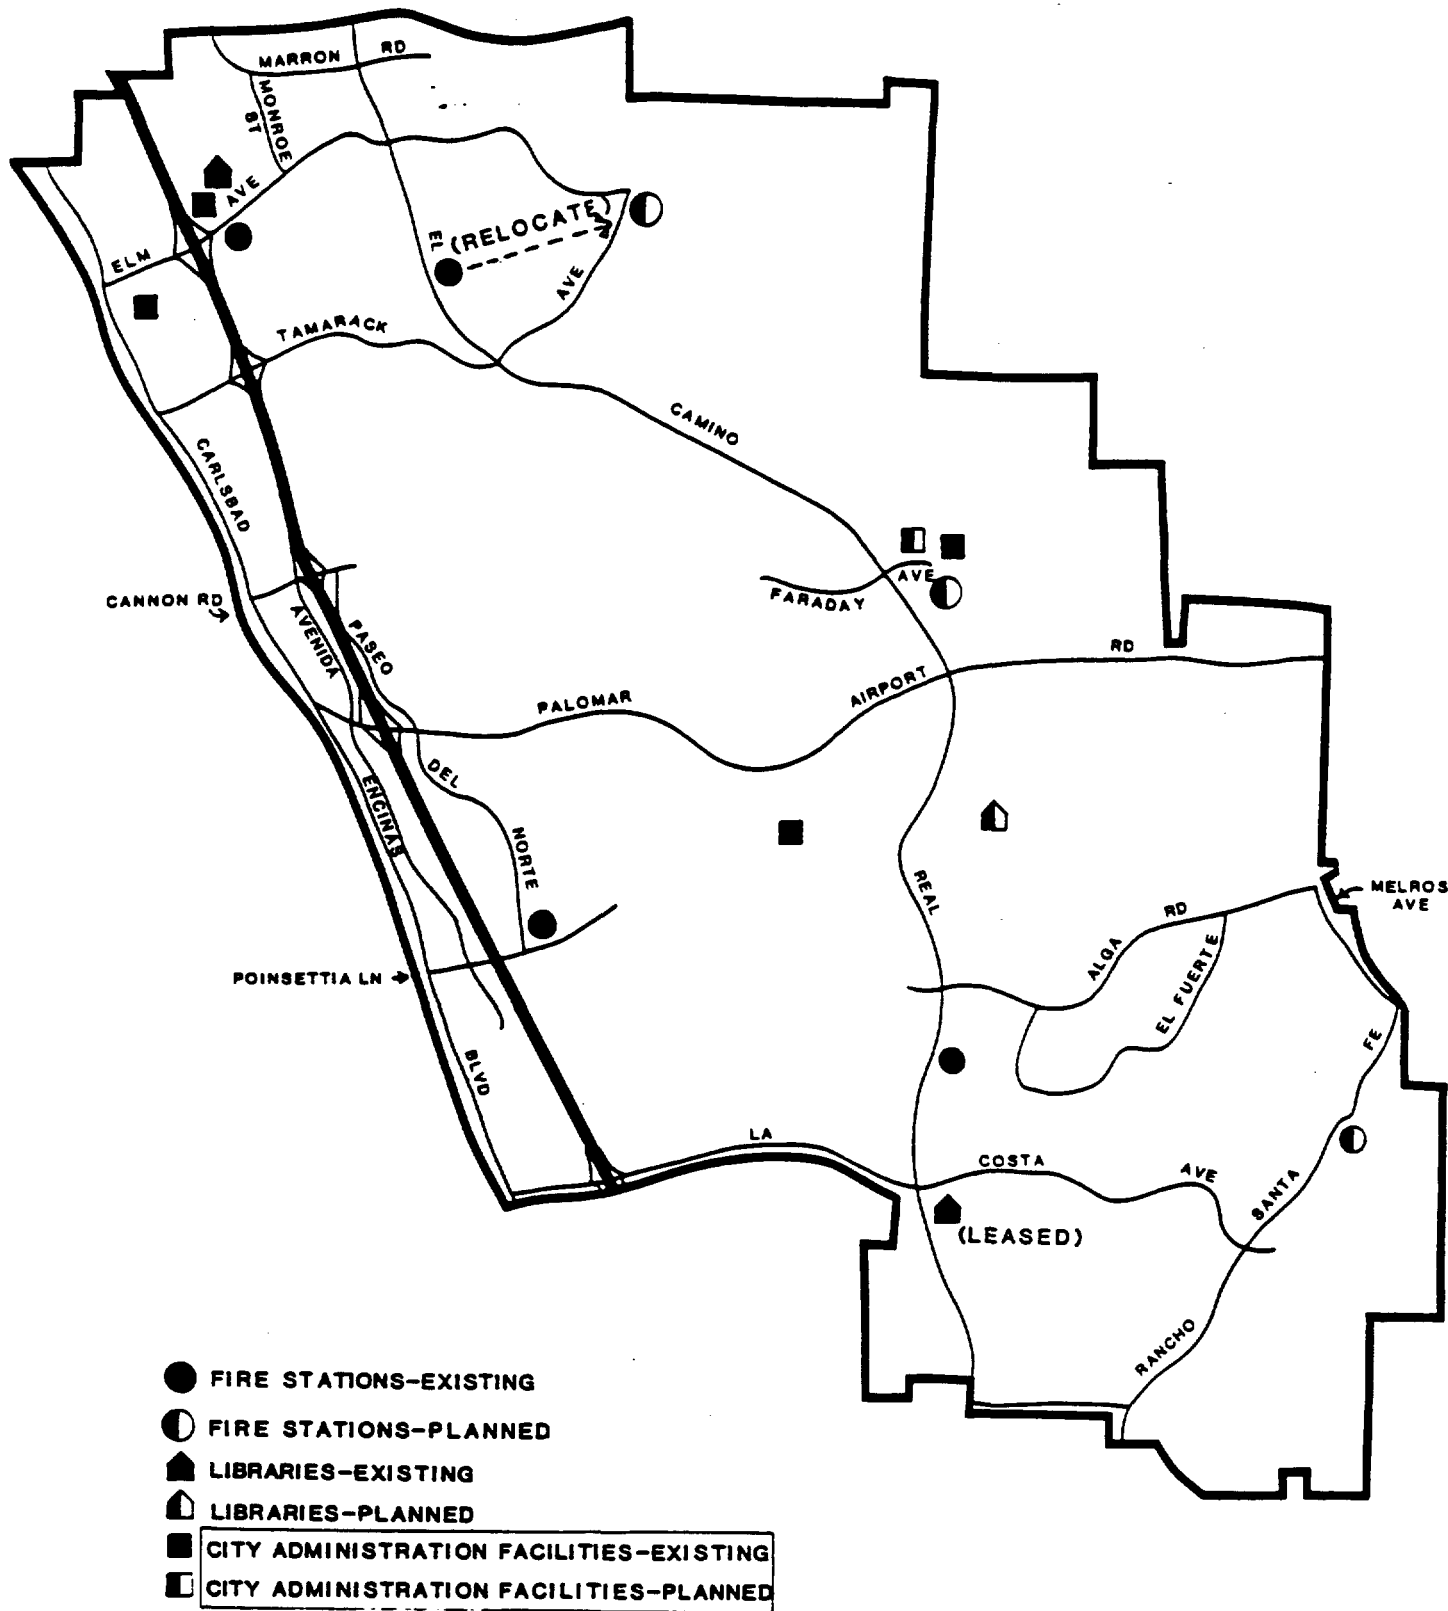 MARRON RD
MONROE
ST
AVE
ELM
EL
(RELOCATE)
AVE
TAMARACK
CARLSBAD
CAMINO
CANNON RD
AVENIDA
PASEO
FARADAY
AVE
RD
PALOMAR
AIRPORT
ENCINAS
DEL
NORTE
REAL
MELROS
AVE
RD
ALGA
EL FUERTE
POINSETTIA LN
BLVD
FE
LA
COSTA
AVE
SANTA
(LEASED)
RANCHO
FIRE STATIONS-EXISTING
FIRE STATIONS-PLANNED
LIBRARIES-EXISTING
LIBRARIES-PLANNED
CITY ADMINISTRATION FACILITIES-EXISTING
CITY ADMINISTRATION FACILITIES-PLANNED